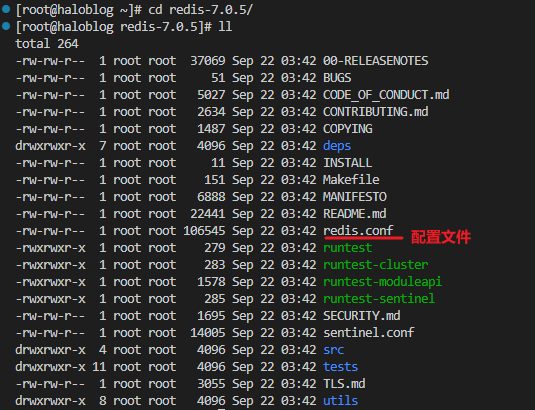 [root@haloblog ~]# cd redis-7.0.5/
[root@haloblog redis-7.0.5]# ll
total 264
-rw-rw-r--  1 root root  37069 Sep 22 03:42 00-RELEASENOTES
-rw-rw-r--  1 root root     51 Sep 22 03:42 BUGS
-rw-rw-r--  1 root root   5027 Sep 22 03:42 CODE_OF_CONDUCT.md
-rw-rw-r--  1 root root   2634 Sep 22 03:42 CONTRIBUTING.md
-rw-rw-r--  1 root root   1487 Sep 22 03:42 COPYING
drwxrwxr-x  7 root root   4096 Sep 22 03:42 deps
-rw-rw-r--  1 root root     11 Sep 22 03:42 INSTALL
-rw-rw-r--  1 root root    151 Sep 22 03:42 Makefile
-rw-rw-r--  1 root root   6888 Sep 22 03:42 MANIFESTO
-rw-rw-r--  1 root root  22441 Sep 22 03:42 README.md
-rw-rw-r--  1 root root 106545 Sep 22 03:42 redis.conf 配置文件
-rwxrwxr-x  1 root root    279 Sep 22 03:42 runtest
-rwxrwxr-x  1 root root    283 Sep 22 03:42 runtest-cluster
-rwxrwxr-x  1 root root   1578 Sep 22 03:42 runtest-moduleapi
-rwxrwxr-x  1 root root    285 Sep 22 03:42 runtest-sentinel
-rw-rw-r--  1 root root   1695 Sep 22 03:42 SECURITY.md
-rw-rw-r--  1 root root  14005 Sep 22 03:42 sentinel.conf
drwxrwxr-x  4 root root   4096 Sep 22 03:42 src
drwxrwxr-x 11 root root   4096 Sep 22 03:42 tests
-rw-rw-r--  1 root root   3055 Sep 22 03:42 TLS.md
drwxrwxr-x  8 root root   4096 Sep 22 03:42 utils